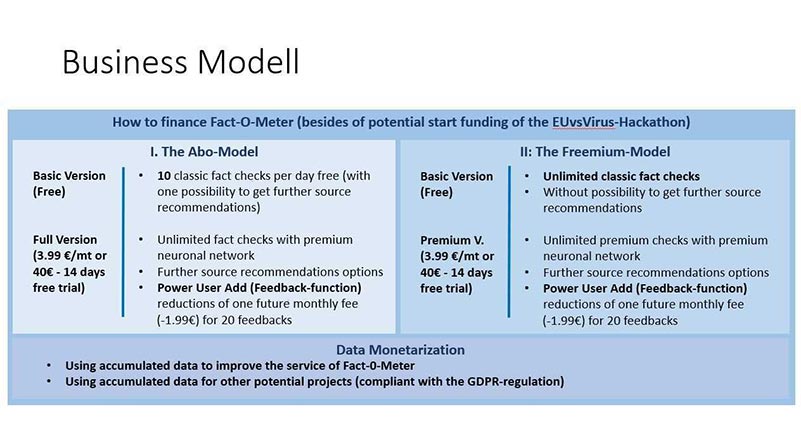 Business Modell
How to finance Fact-O-Meter (besides of potential start funding of the EUvsVirus-Hackathon)
I. The Abo-Model
Basic Version
(Free)
• 10 classic fact checks per day free (with
one possibility to get further source
recommendations)
Full Version
(3.99 €/mt or
40€ - 14 days
free trial)
• Unlimited fact checks with premium
neuronal network
• Further source recommendations options
• Power User Add (Feedback-function)
reductions of one future monthly fee
(-1.99€) for 20 feedbacks
II: The Freemium-Model
Basic Version
(Free)
• Unlimited classic fact checks
• Without possibility to get further source
recommendations
Premium V.
(3.99 €/mt or
40€ - 14 days
free trial)
• Unlimited premium checks with premium
neuronal network
• Further source recommendations options
• Power User Add (Feedback-function)
reductions of one future monthly fee
(-1.99€) for 20 feedbacks
Data Monetarization
• Using accumulated data to improve the service of Fact-0-Meter
• Using accumulated data for other potential projects (compliant with the GDPR-regulation)